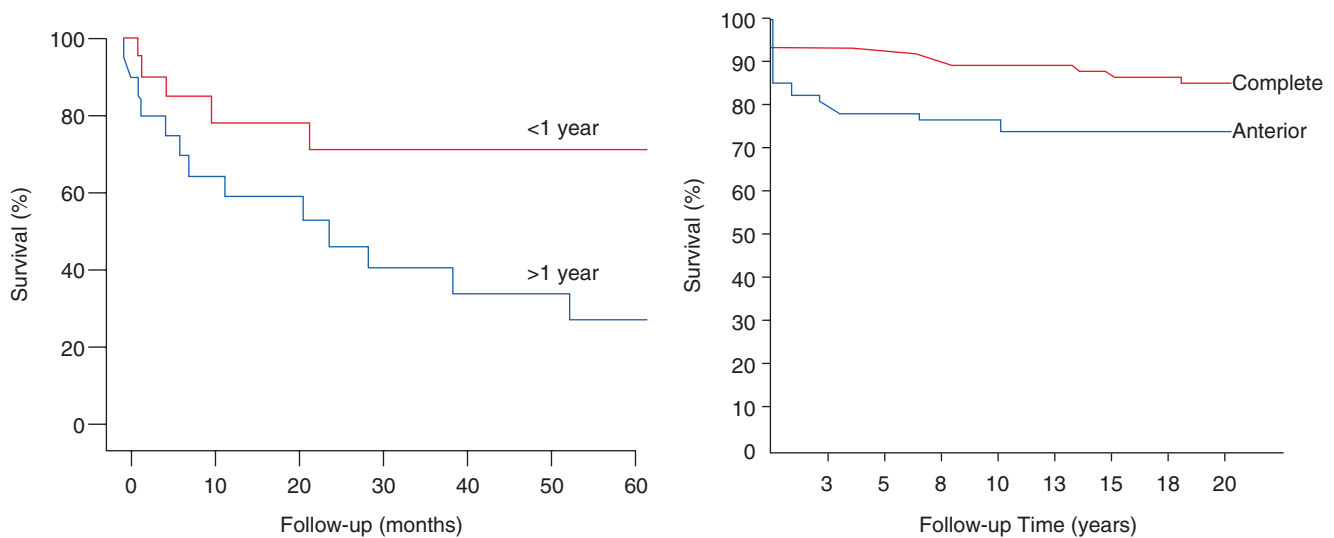 100
80
60
40
20
0
Survival (%)
<1 year
>1 year
0 10 20 30 40 50 60
Follow-up (months)
100
90
80
70
60
50
40
30
20
10
0
Survival (%)
Complete
Anterior
3 5 8 10 13 15 18 20
Follow-up Time (years)